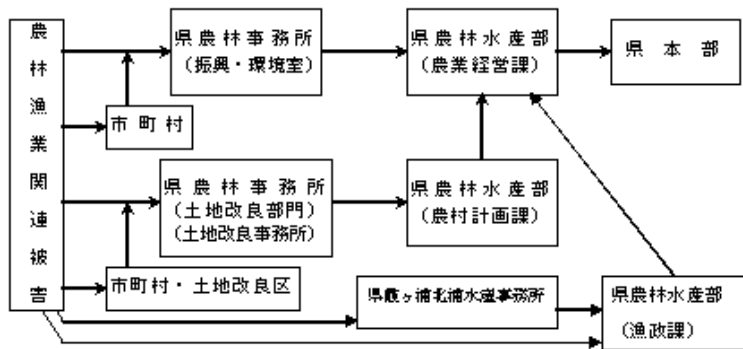 農林漁業関連被害
県農林事務所
（振興・環境室）
県農林水産部
（農業経営課）
県本部
市町村
県農林事務所
（土地改良部門）
（土地改良事務所）
県農林水産部
（農村計画課）
市町村・土地改良区
県霞ヶ浦北浦水産事務所
県農林水産部
（漁政課）